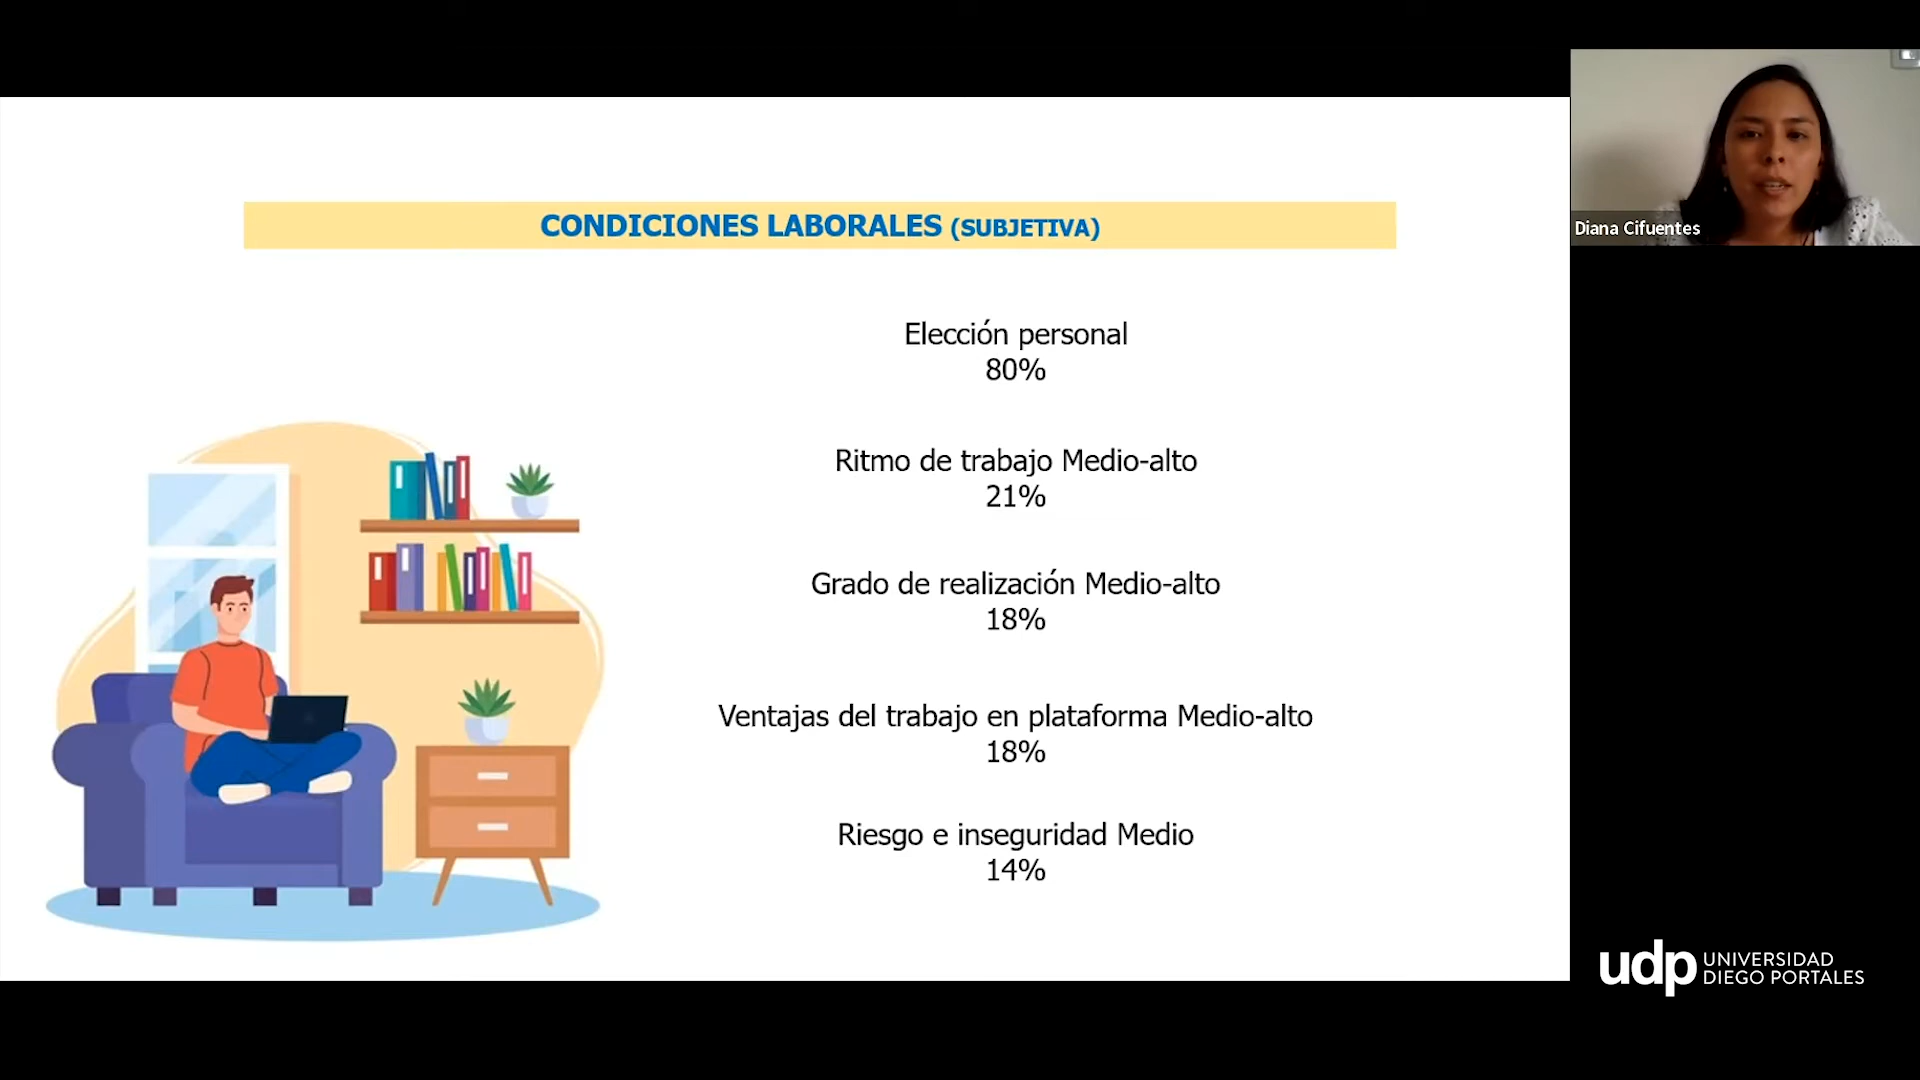 CONDICIONES LABORALES (SUBJETIVA)
Elección personal
80%
Ritmo de trabajo Medio-alto
21%
Grado de realización Medio-alto
18%
Ventajas del trabajo en plataforma Medio-alto
18%
Riesgo e inseguridad Medio
14%
Diana Cifuentes
udp UNIVERSIDAD
DIEGO PORTALES